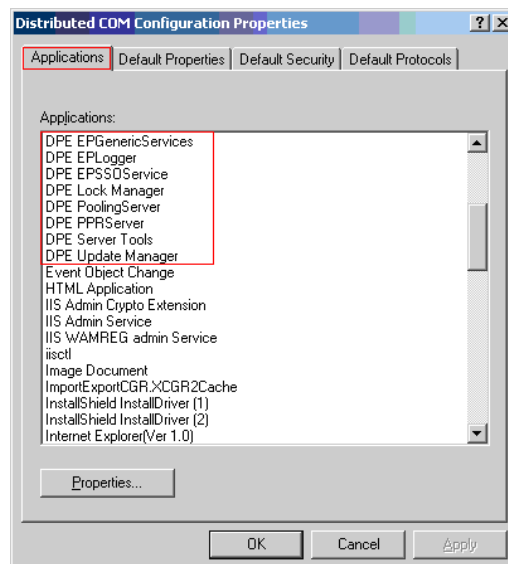 Distributed COM Configuration Properties
Applications Default Properties Default Security Default Protocols
Applications:
DPE EPGenericServices
DPE EPLogger
DPE EPSSOService
DPE Lock Manager
DPE PoolingServer
DPE PPRServer
DPE Server Tools
DPE Update Manager
Event Object Change
HTML Application
IIS Admin Crypto Extension
IIS Admin Service
IIS WAMREG admin Service
iisctl
Image Document
ImportExportCGR.XCGR2Cache
InstallShield InstallDriver (1)
InstallShield InstallDriver (2)
Internet Explorer(Ver 1.0)
Properties...
OK Cancel Apply